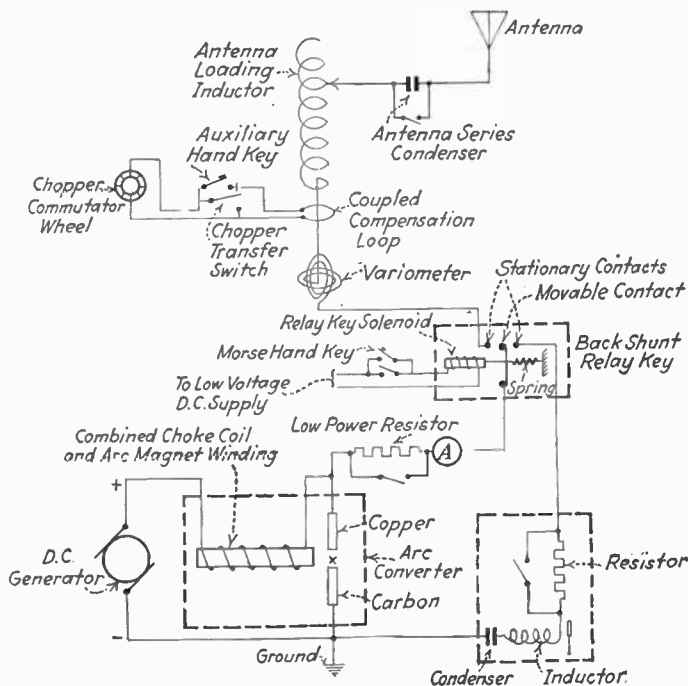 Antenna
Loading
Inductor
Antenna
Antenna Series
Condenser
Auxiliary
Hand Key
Chopper
Commutator
Wheel
Chopper
Transfer
Switch
Coupled
Compensation
Loop
Variometer
Stationary Contacts
Movable Contact
Relay Key Solenoid
Back Shunt
Relay Key
Morse Hand Key
Spring
To Low Voltage
D.C. Supply
Low Power Resistor
A
Combined Choke Coil
and Arc Magnet Winding
+
Copper
Arc
Converter
x
Carbon
D.C.
Generator
-
Ground
Resistor
Condenser
Inductor